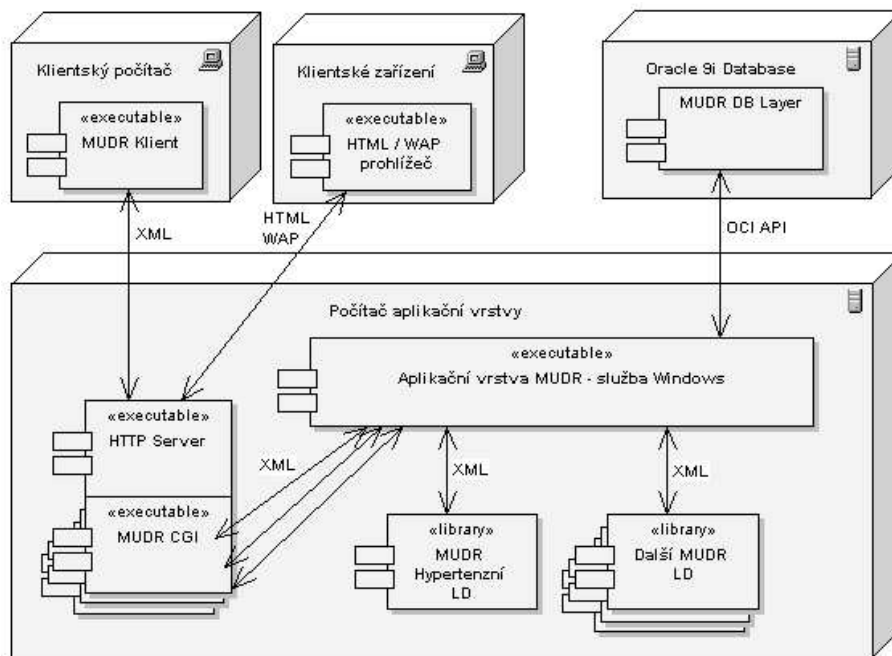 Klientský počítač
«executable»
MUDR Klient
Klientské zařízení
«executable»
HTML / WAP
prohlížeč
Oracle 9i Database
MUDR DB Layer
XML
HTML
WAP
OCI API
Počítač aplikační vrstvy
«executable»
Aplikační vrstva MUDR - služba Windows
«executable»
HTTP Server
«executable»
MUDR CGI
XML
XML
XML
«library»
MUDR
Hypertenzní
LD
«library»
Další MUDR
LD